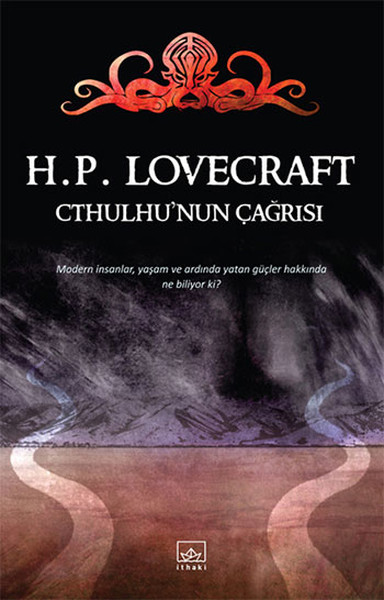 H.P. LOVECRAFT
CTHULHU'NUN ÇAĞRISI
Modern insanlar, yaşam ve ardında yatan güçler hakkında
ne biliyor ki?
ithaki